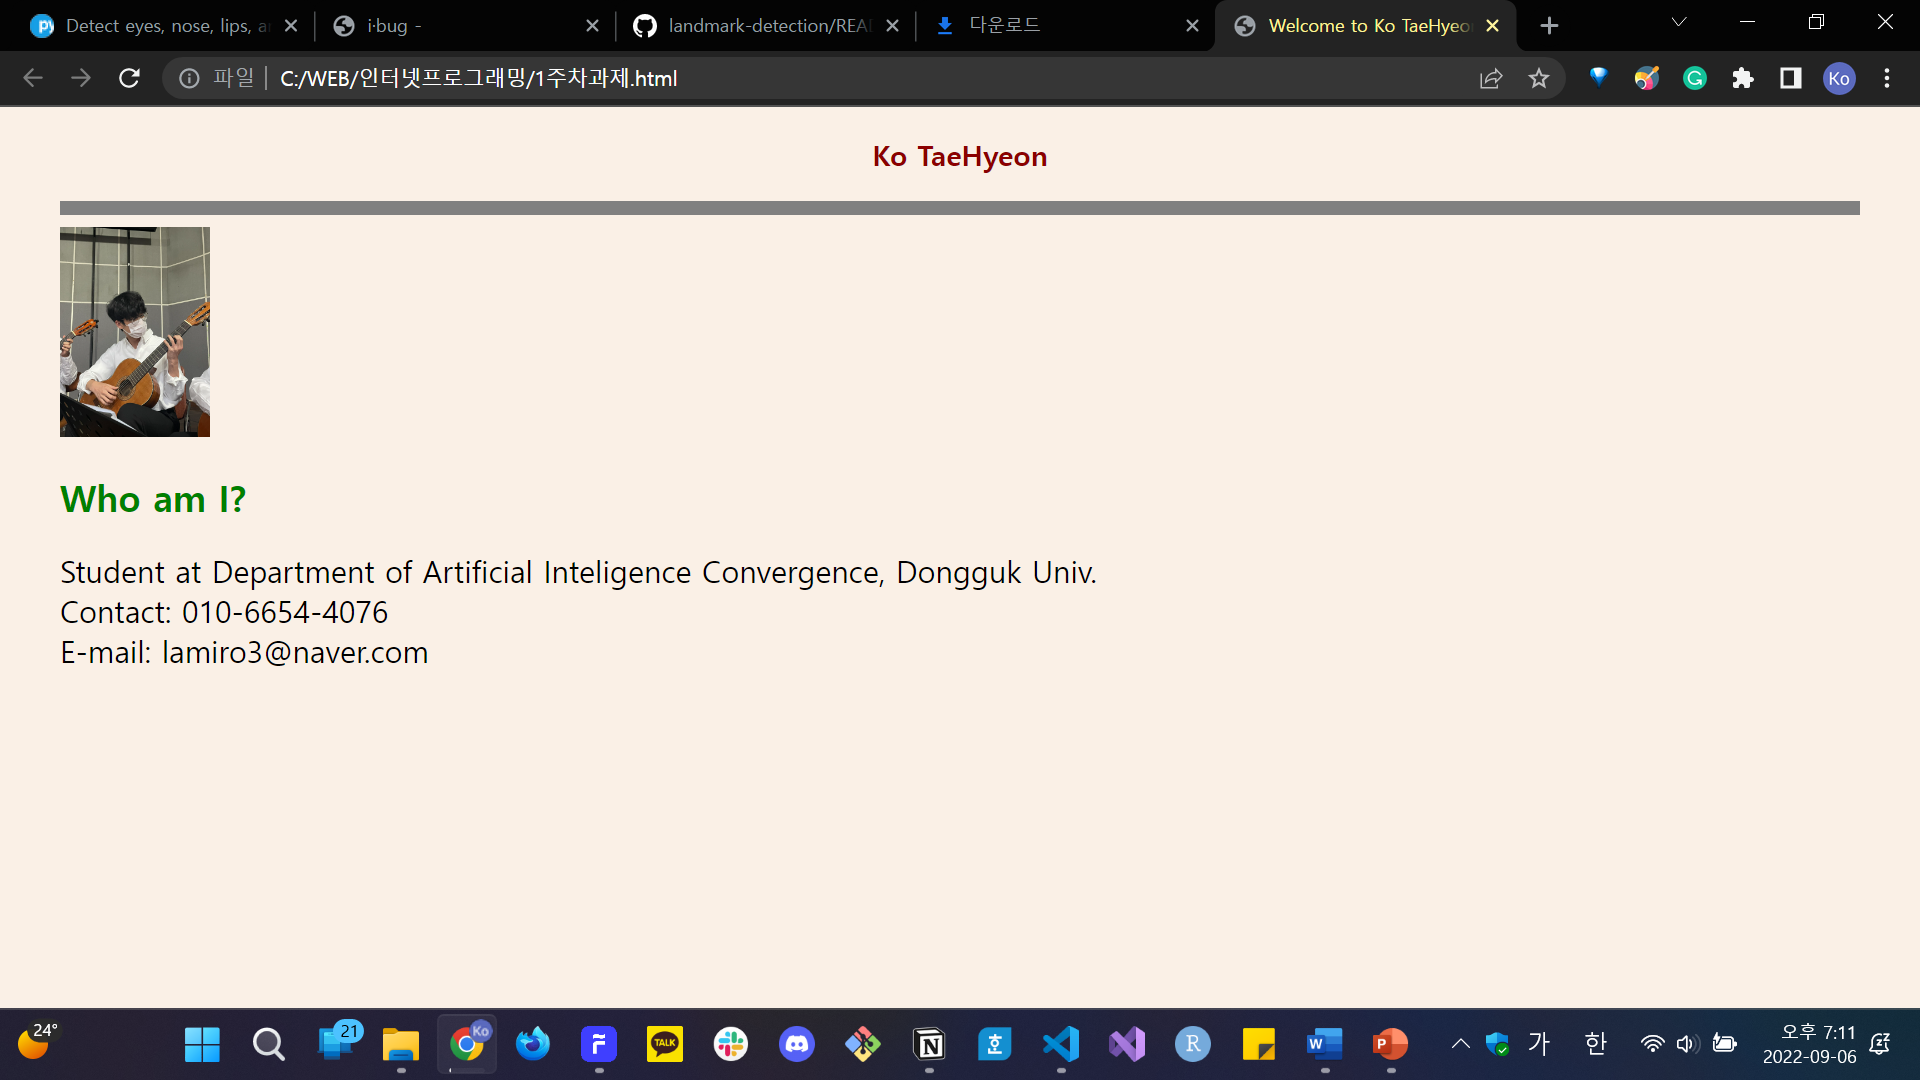 Detect eyes, nose, lips, a
i·bug -
landmark-detection/REA
다운로드
Welcome to Ko TaeHyeo
파일
C:/WEB/인터넷프로그래밍/1주차과제.html
Ko
Ko TaeHyeon
Who am I?
Student at Department of Artificial Inteligence Convergence, Dongguk Univ.
Contact: 010-6654-4076
E-mail: lamiro3@naver.com
24°
21
Ko
TALK
가
한
오후 7:11
2022-09-06